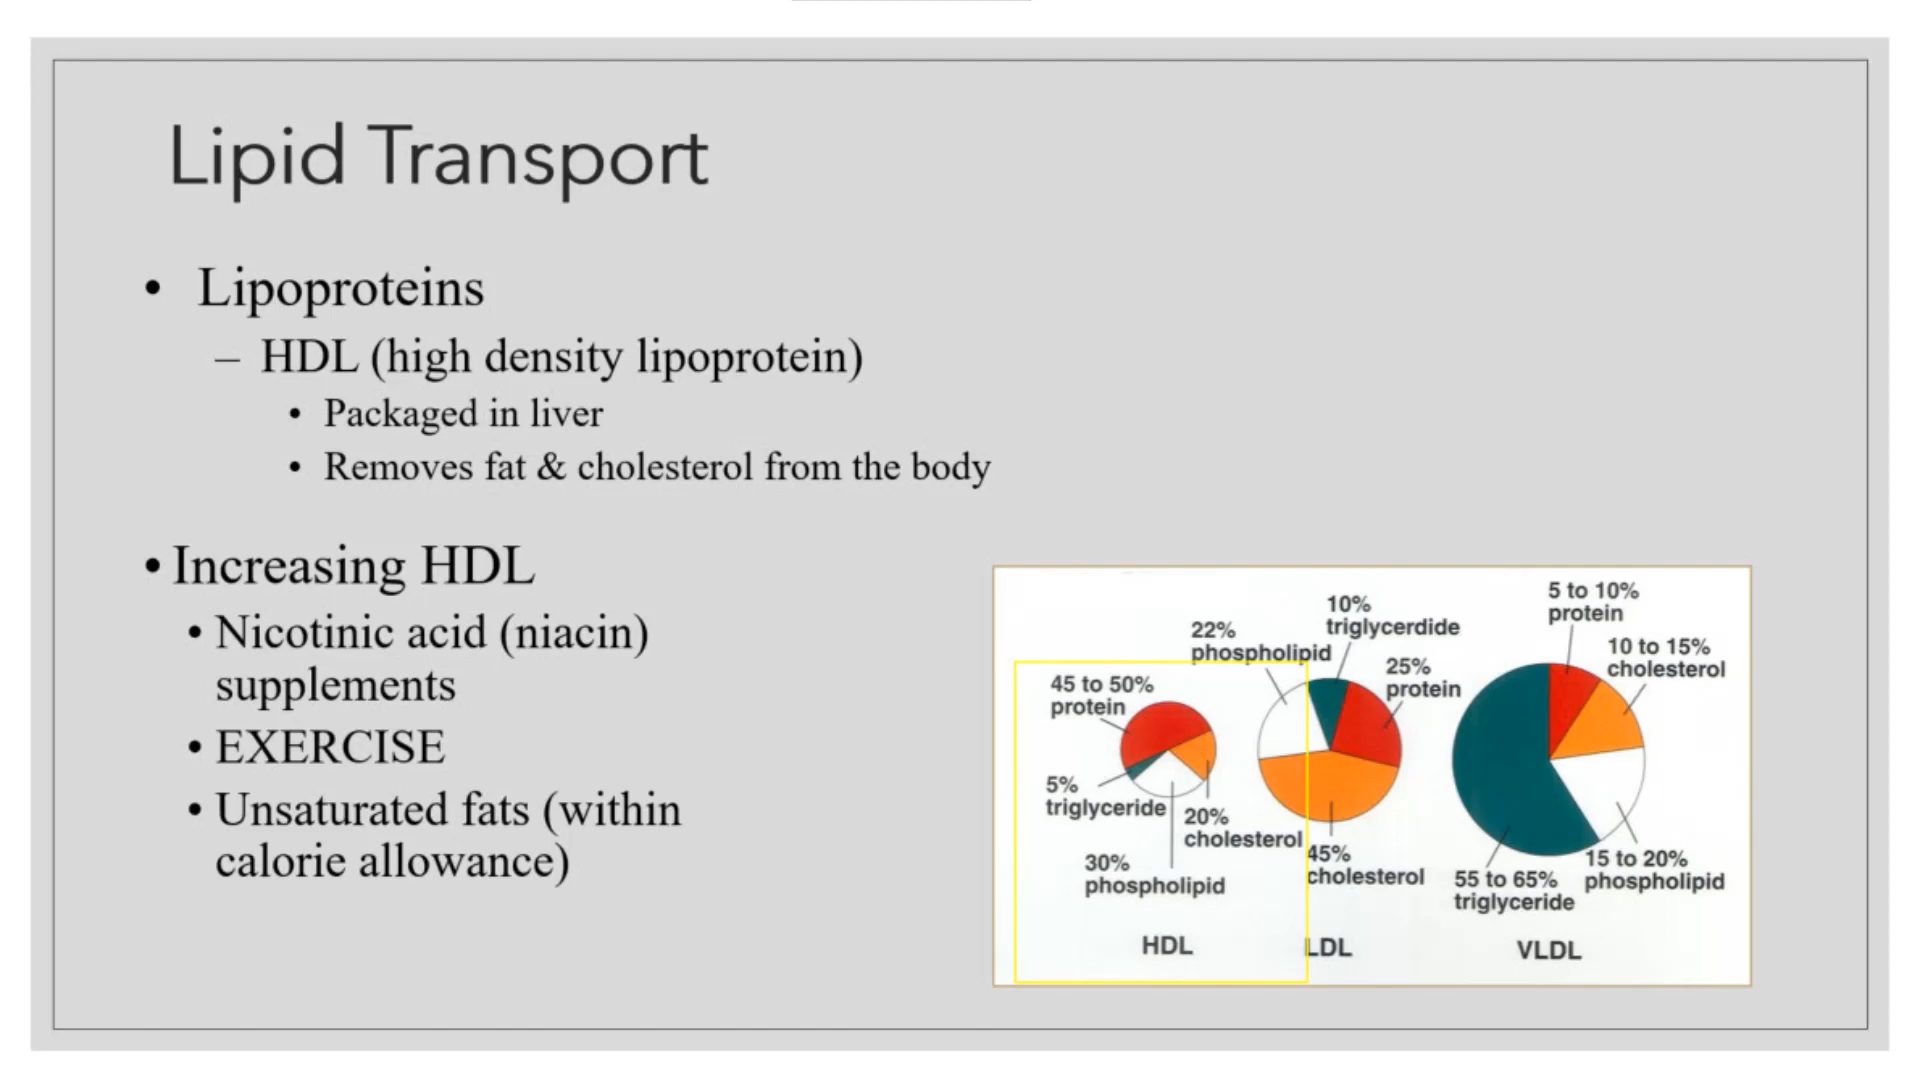 Lipid Transport
• Lipoproteins
– HDL (high density lipoprotein)
• Packaged in liver
• Removes fat & cholesterol from the body
• Increasing HDL
• Nicotinic acid (niacin)
supplements
• EXERCISE
• Unsaturated fats (within
calorie allowance)
45 to 50%
protein
5%
triglyceride
20%
cholesterol
30%
phospholipid
HDL
22%
phospholipid
10%
triglycerdide
25%
protein
45%
cholesterol
LDL
5 to 10%
protein
10 to 15%
cholesterol
15 to 20%
phospholipid
55 to 65%
triglyceride
VLDL